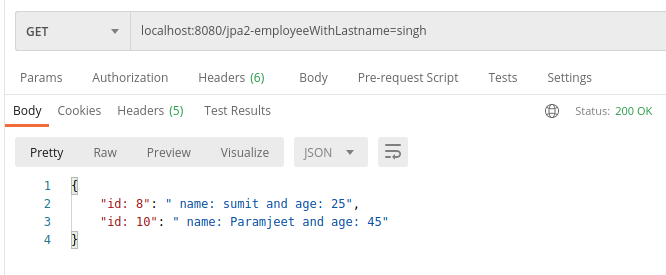 GET localhost:8080/jpa2-employeeWithLastname=singh
Params Authorization Headers (6) Body Pre-request Script Tests Settings
Body Cookies Headers (5) Test Results Status: 200 OK
Pretty Raw Preview Visualize JSON
1 {
2 "id: 8": " name: sumit and age: 25",
3 "id: 10": " name: Paramjeet and age: 45"
4 }